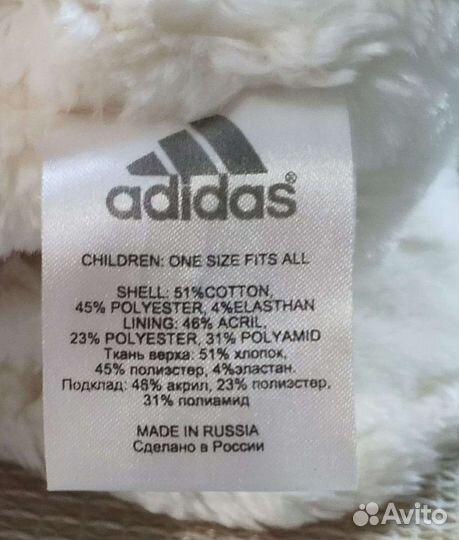 adidas®
CHILDREN: ONE SIZE FITS ALL
SHELL: 51%COTTON,
45% POLYESTER, 4%ELASTHAN
LINING: 46% ACRIL,
23% POLYESTER, 31% POLYAMID
Ткань верха: 51% хлопок,
45% полиэстер, 4%эластан.
Подклад: 46% акрил, 23% полиэстер,
31% полиамид
MADE IN RUSSIA
Сделано в России
Avito